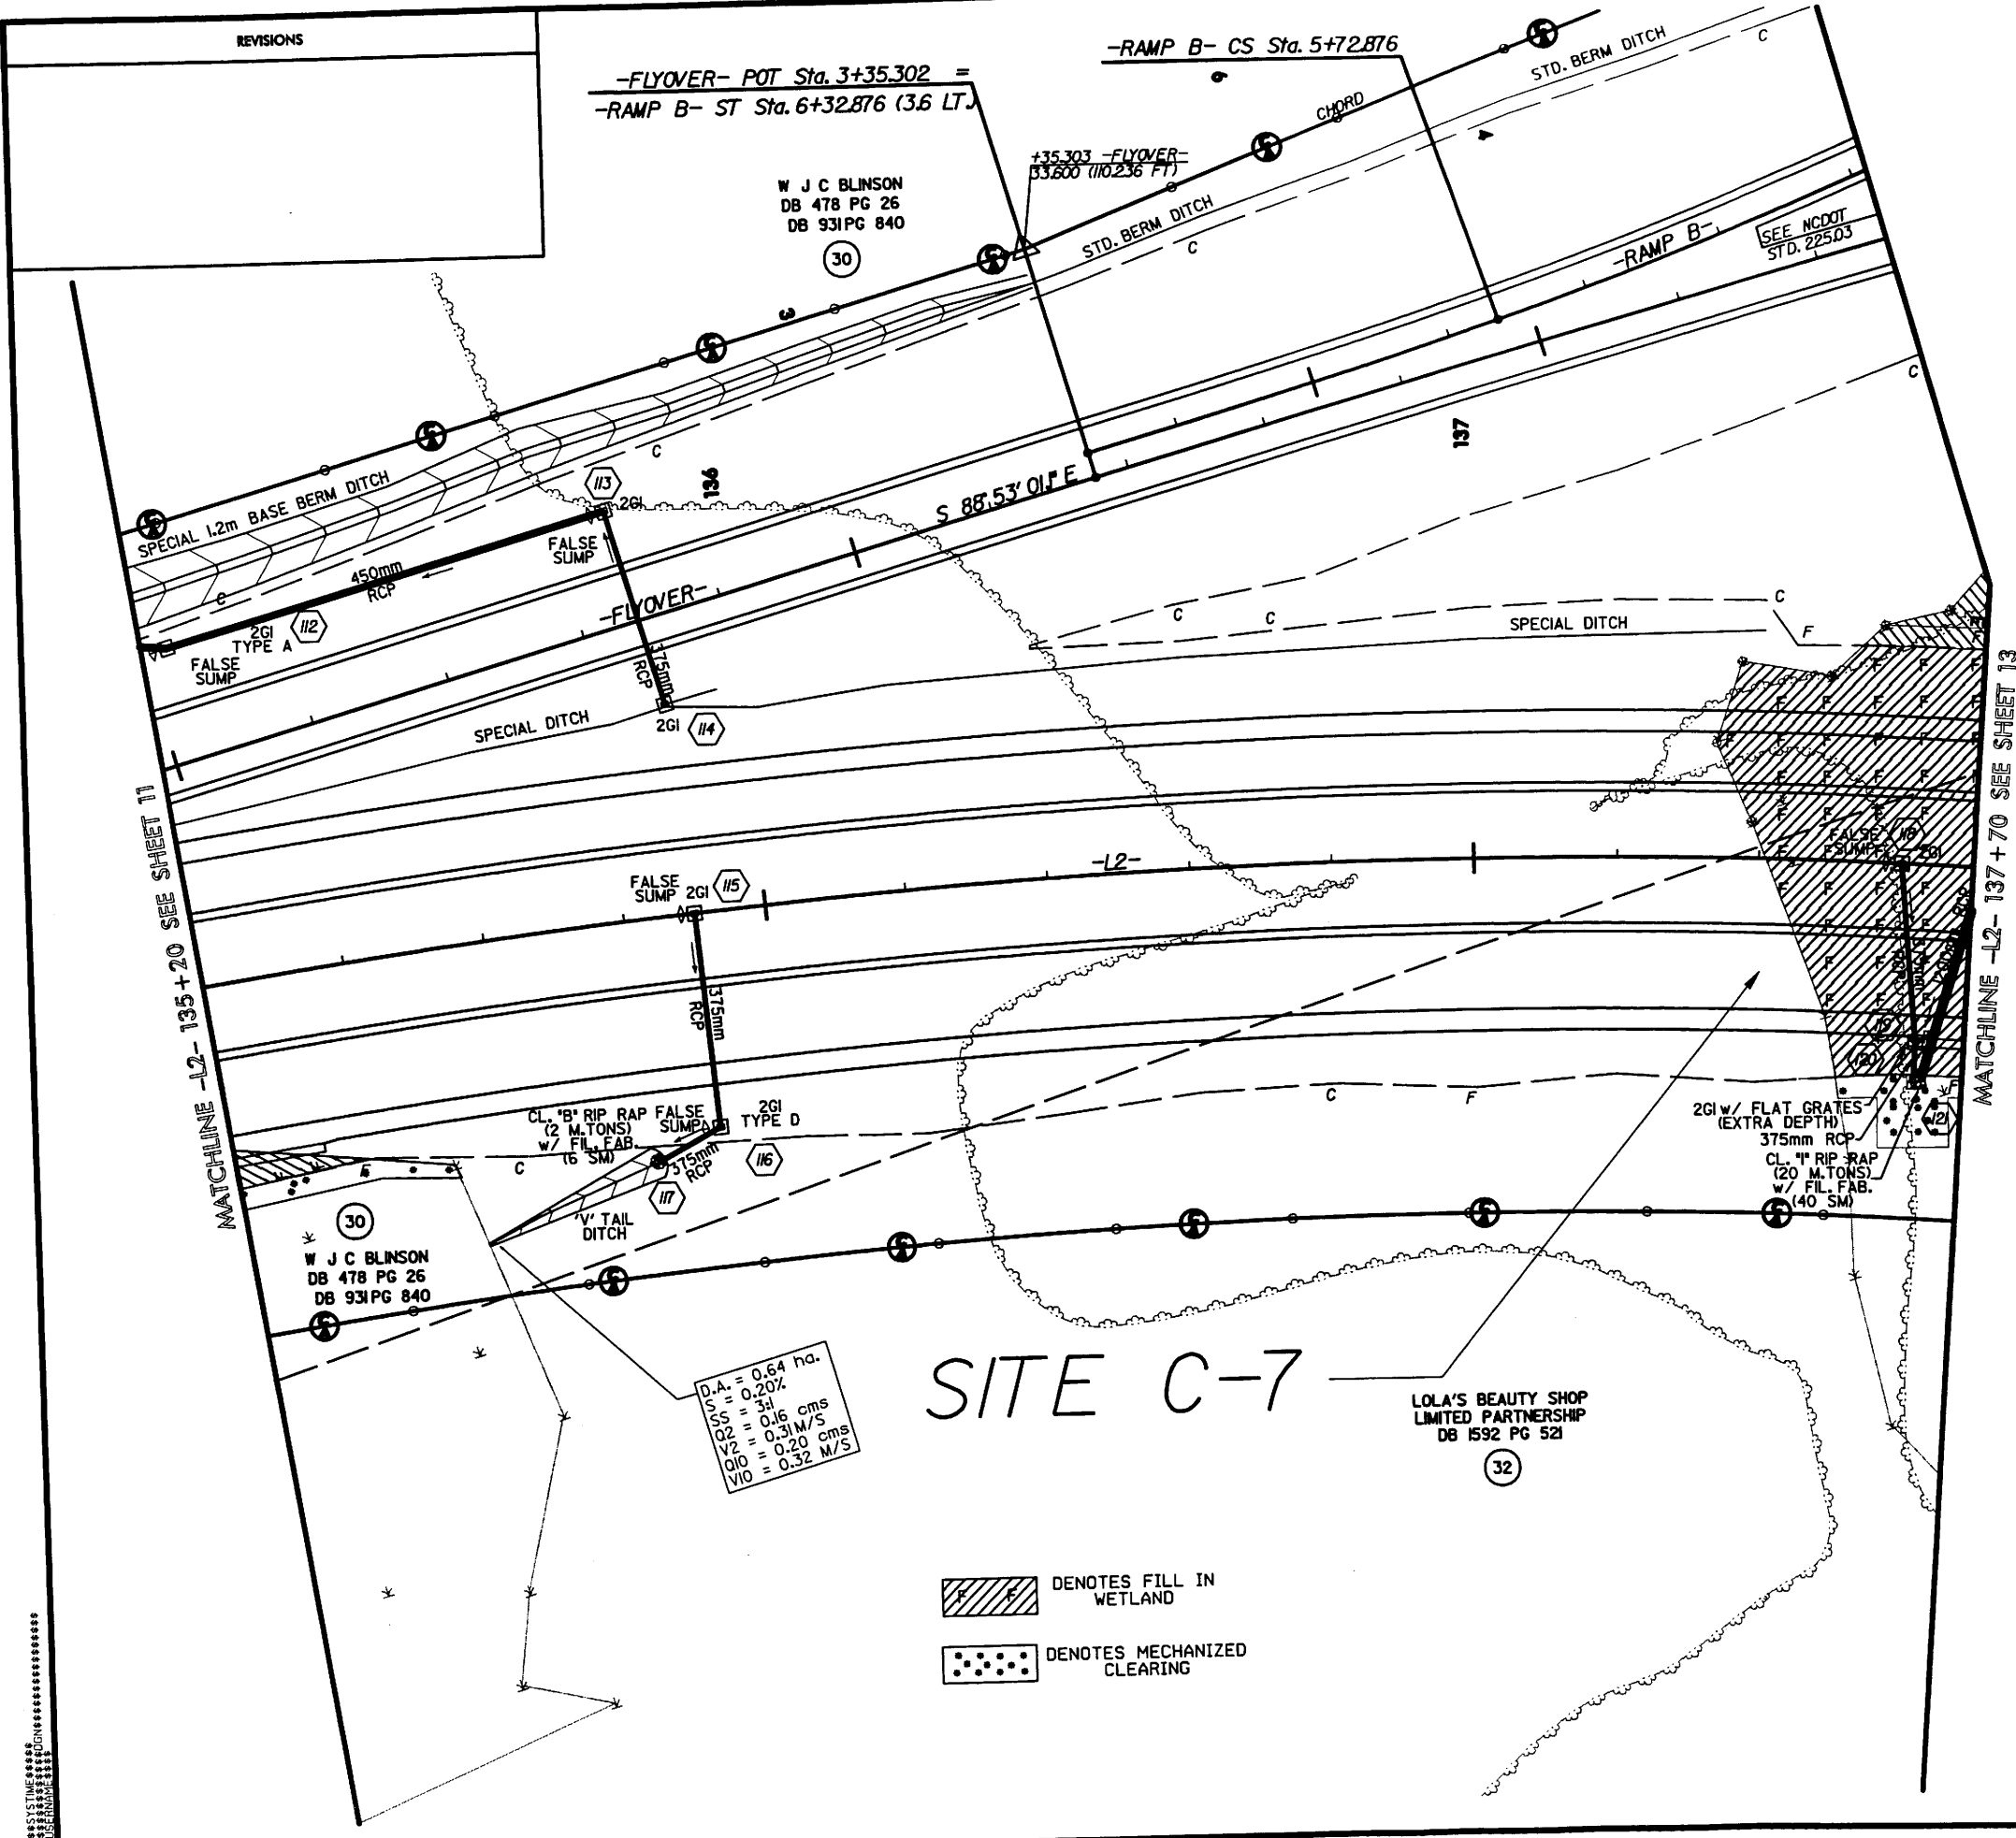 REVISIONS
-FLYOVER- POT Sta. 3+35.302 =
-RAMP B- ST Sta. 6+32.876 (3.6 LT.)
-RAMP B- CS Sta. 5+72.876
6
CHORD
STD. BERM DITCH
C
4
+35.303 -FLYOVER-
33.600 (110.236 FT)
W J C BLINSON
DB 478 PG 26
DB 931 PG 840
30
STD. BERM DITCH
C
-RAMP B-
SEE NCDOT
STD. 225.03
3
C
137
136
C
113
2GI
S 88°53' 01.1" E
SPECIAL 1.2m BASE BERM DITCH
FALSE
SUMP
450mm
RCP
C
-FLYOVER-
2GI
TYPE A
112
FALSE
SUMP
375mm
RCP
C
C
C
SPECIAL DITCH
F
SPECIAL DITCH
2GI
114
MATCHLINE -L2- 135+20 SEE SHEET 11
MATCHLINE -L2- 137+70 SEE SHEET 13
FALSE
SUMP
118
2GI
-L2-
FALSE
SUMP 2GI
115
375mm
RCP
RCP
119
120
C
F
F
CL. "B" RIP RAP
(2 M.TONS)
w/ FIL. FAB.
(6 SM)
FALSE
SUMP
2GI
TYPE D
116
375mm
RCP
117
C
F
'V' TAIL
DITCH
2GI w/ FLAT GRATES
(EXTRA DEPTH)
375mm RCP
121
CL. "I" RIP RAP
(20 M.TONS)
w/ FIL. FAB.
(40 SM)
30
W J C BLINSON
DB 478 PG 26
DB 931 PG 840
D.A. = 0.64 ha.
S = 0.20%
SS = 3:1
Q2 = 0.16 cms
V2 = 0.31 M/S
Q10 = 0.20 cms
V10 = 0.32 M/S
SITE C-7
LOLA'S BEAUTY SHOP
LIMITED PARTNERSHIP
DB 1592 PG 521
32
F F
DENOTES FILL IN
WETLAND
DENOTES MECHANIZED
CLEARING